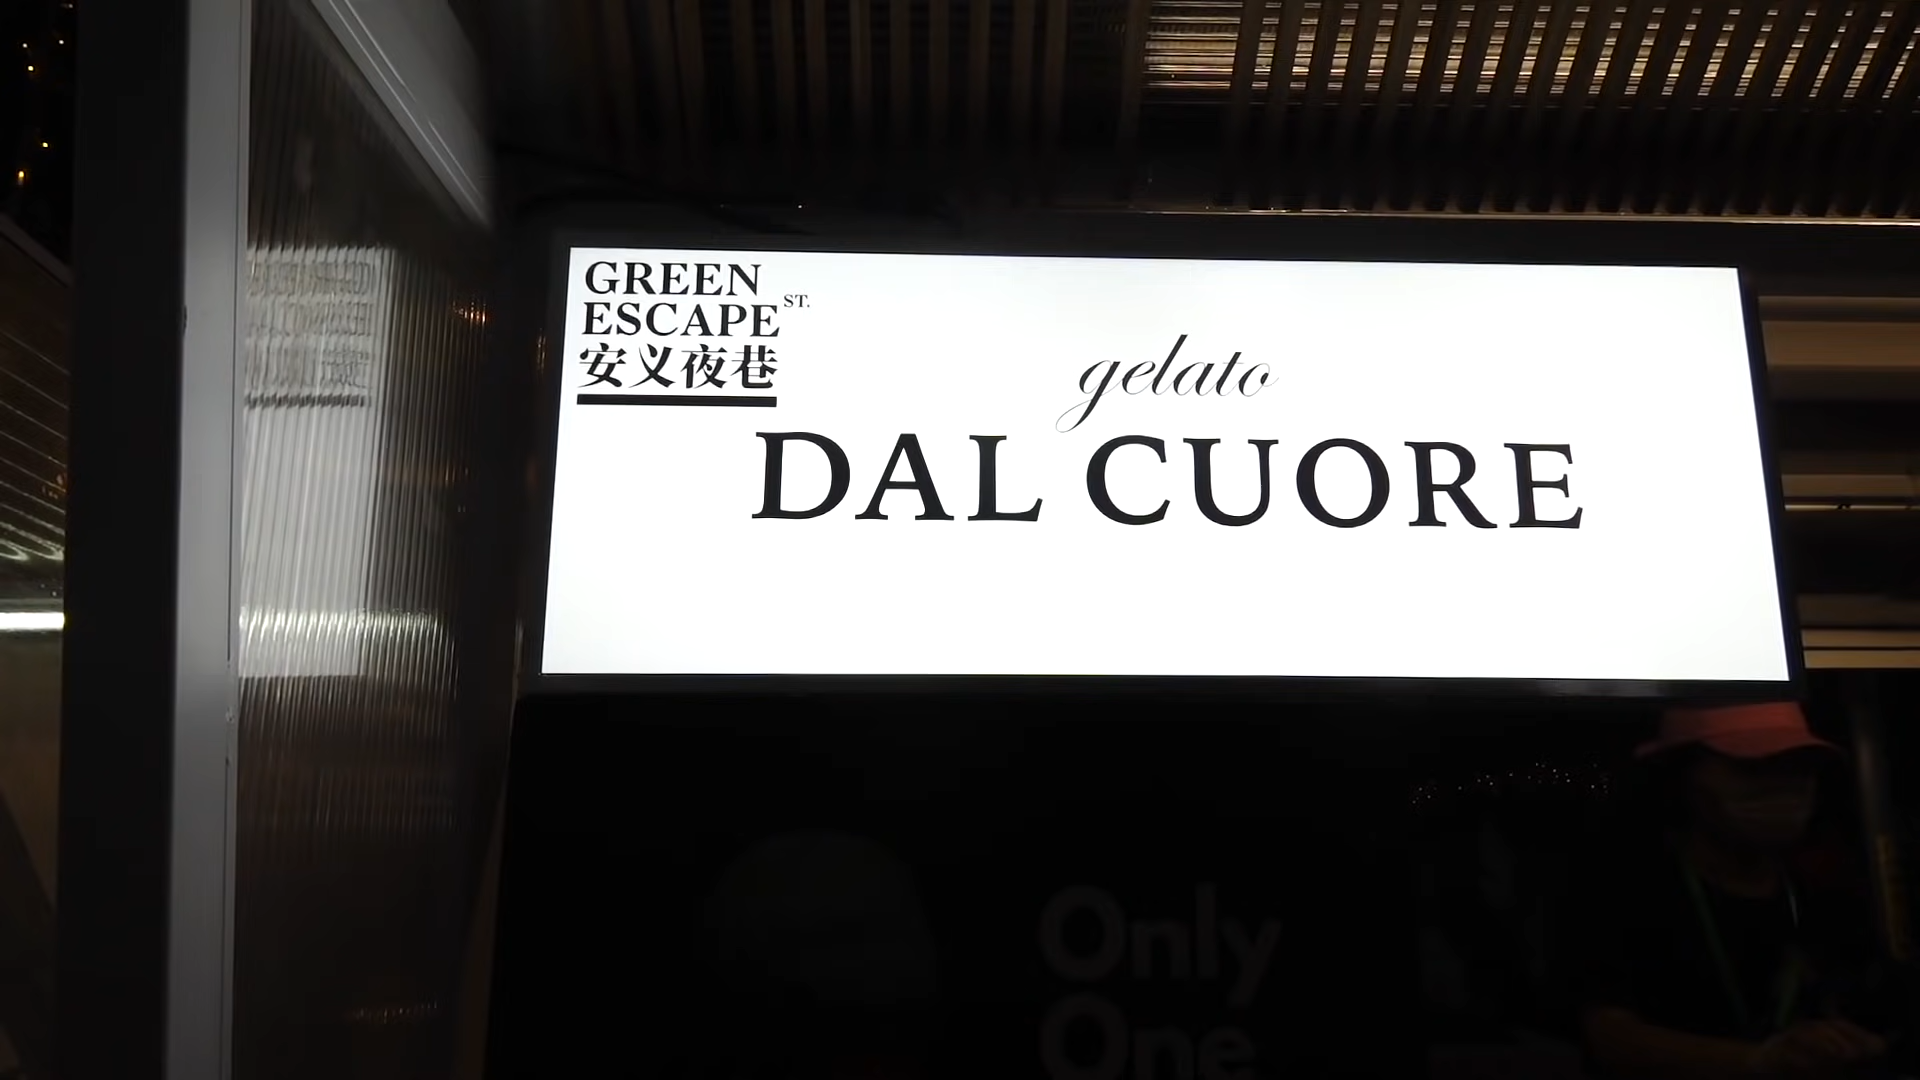 GREEN
ESCAPE ST.
安义夜巷
gelato
DAL CUORE
Only
One